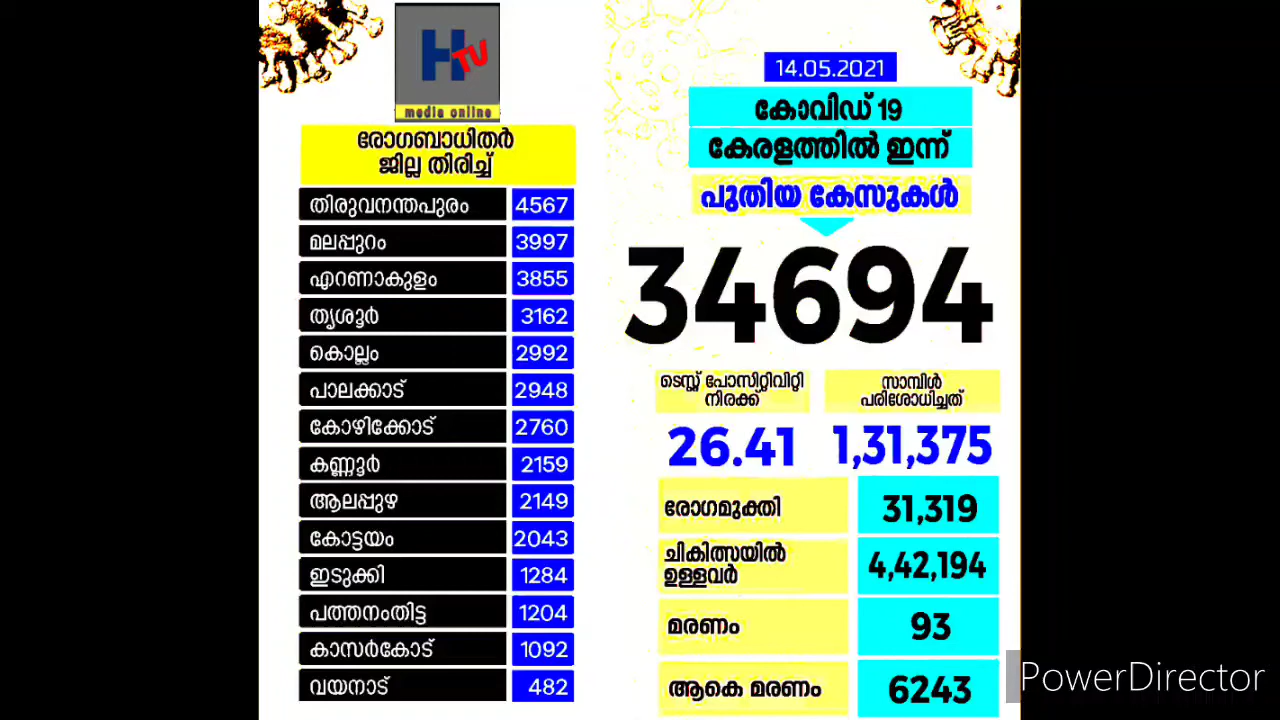 HTV
media online
രോഗബാധിതർ
ജില്ല തിരിച്ച്
തിരുവനന്തപുരം 4567
മലപ്പുറം 3997
എറണാകുളം 3855
തൃശൂർ 3162
കൊല്ലം 2992
പാലക്കാട് 2948
കോഴിക്കോട് 2760
കണ്ണൂർ 2159
ആലപ്പുഴ 2149
കോട്ടയം 2043
ഇടുക്കി 1284
പത്തനംതിട്ട 1204
കാസർകോട് 1092
വയനാട് 482
14.05.2021
കോവിഡ് 19
കേരളത്തിൽ ഇന്ന്
പുതിയ കേസുകൾ
34694
ടെസ്റ്റ് പോസിറ്റിവിറ്റി
നിരക്ക്
26.41
സാമ്പിൾ
പരിശോധിച്ചത്
1,31,375
രോഗമുക്തി 31,319
ചികിത്സയിൽ
ഉള്ളവർ 4,42,194
മരണം 93
ആകെ മരണം 6243
PowerDirector